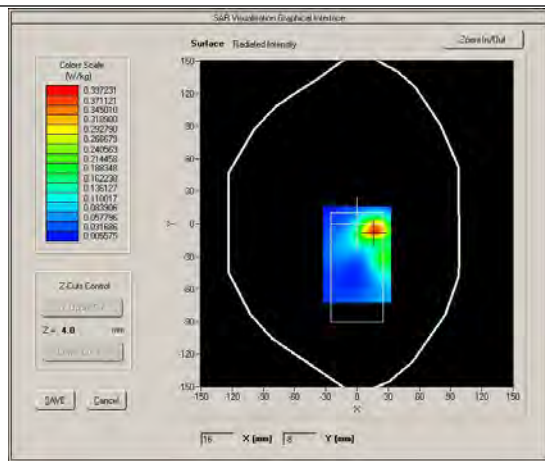 SAR Visualisation Graphical Interface
Surface Radiated Intensity
Zoom In/Out
Colors Scale
(W/kg)
0.397231
0.371121
0.345010
0.318900
0.292790
0.266679
0.240569
0.214458
0.188348
0.162238
0.136127
0.110017
0.083906
0.057796
0.031686
0.005575
150
120
90
60
30
0
-30
-60
-90
-120
-150
Y
-150 -120 -90 -60 -30 0 30 60 90 120 150
X
Z-Cuts Control
Z = 4.0 mm
SAVE Cancel
16 X (mm) -8 Y (mm)